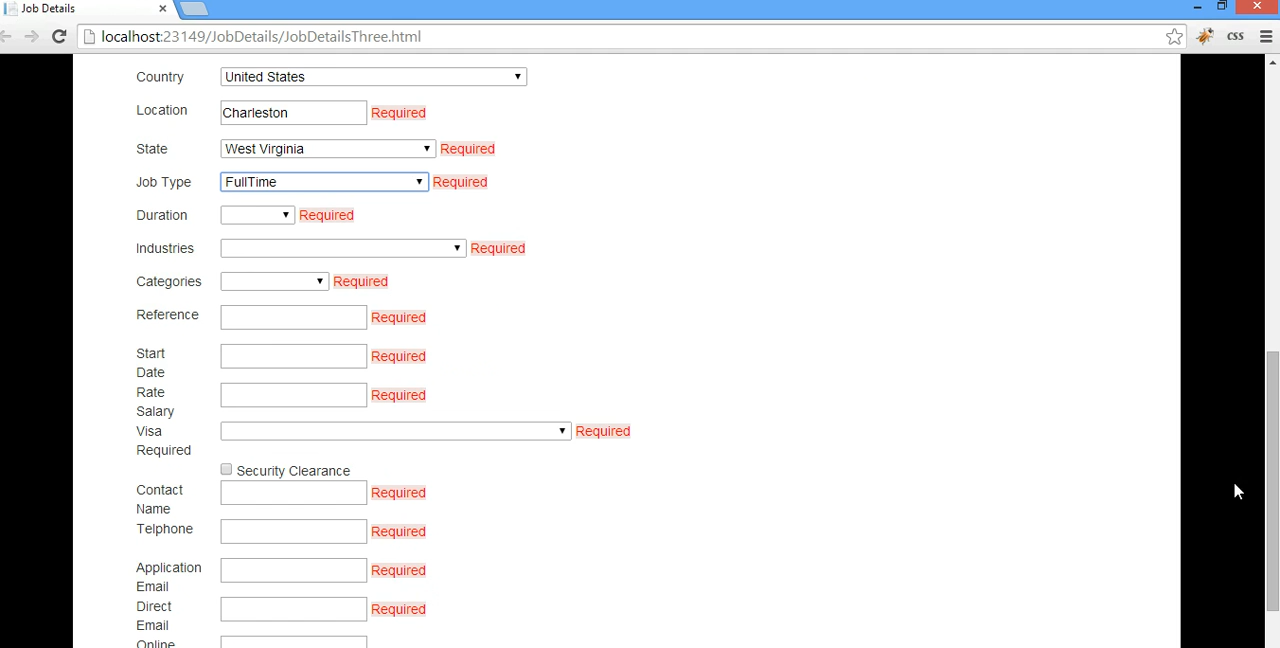 Job Details
localhost:23149/JobDetails/JobDetailsThree.html
CSS
Country United States
Location Charleston Required
State West Virginia Required
Job Type FullTime Required
Duration Required
Industries Required
Categories Required
Reference Required
Start Date Required
Rate Salary Required
Visa Required Required
Security Clearance
Contact Name Required
Telphone Required
Application Email Required
Direct Email Required
Online